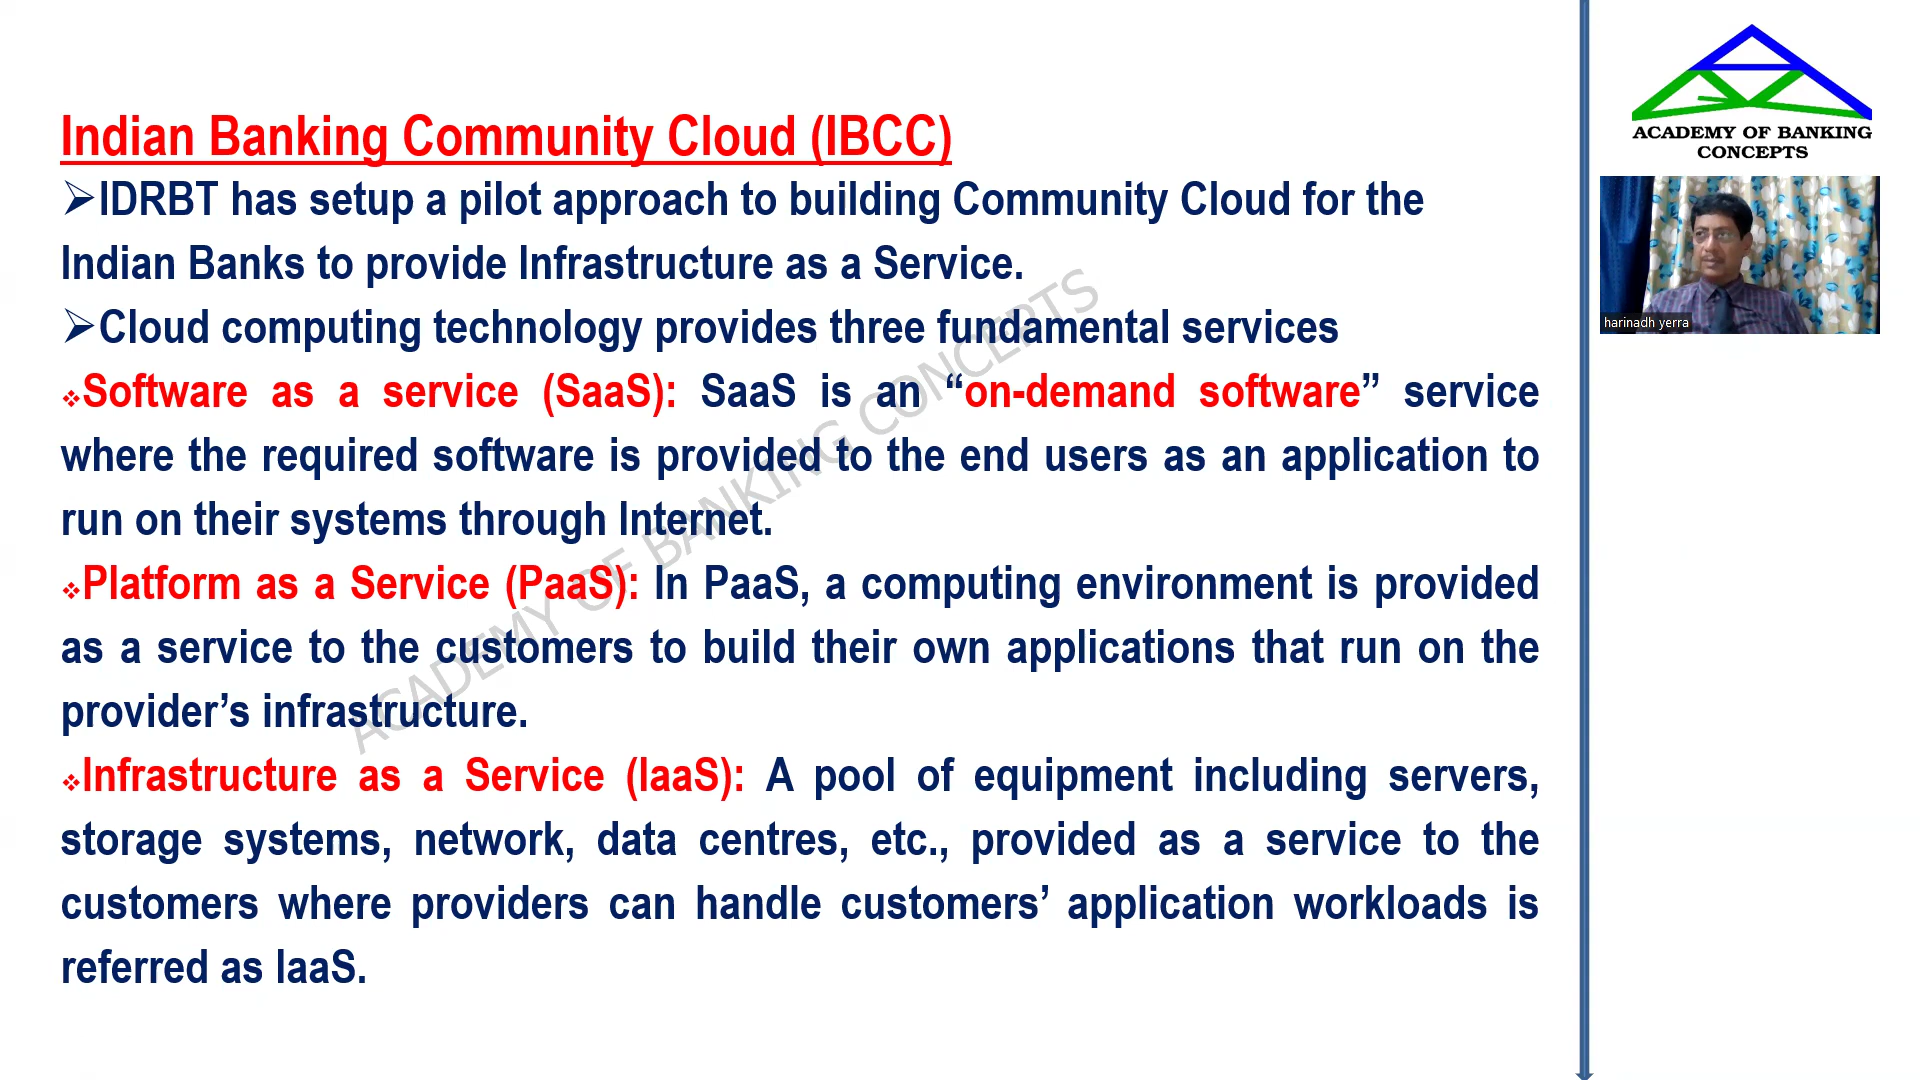 Indian Banking Community Cloud (IBCC)
➢IDRBT has setup a pilot approach to building Community Cloud for the
Indian Banks to provide Infrastructure as a Service.
➢Cloud computing technology provides three fundamental services
❖Software as a service (SaaS): SaaS is an “on-demand software” service
where the required software is provided to the end users as an application to
run on their systems through Internet.
❖Platform as a Service (PaaS): In PaaS, a computing environment is provided
as a service to the customers to build their own applications that run on the
provider’s infrastructure.
❖Infrastructure as a Service (IaaS): A pool of equipment including servers,
storage systems, network, data centres, etc., provided as a service to the
customers where providers can handle customers’ application workloads is
referred as IaaS.
ACADEMY OF BANKING CONCEPTS
ACADEMY OF BANKING
CONCEPTS
harinadh yerra